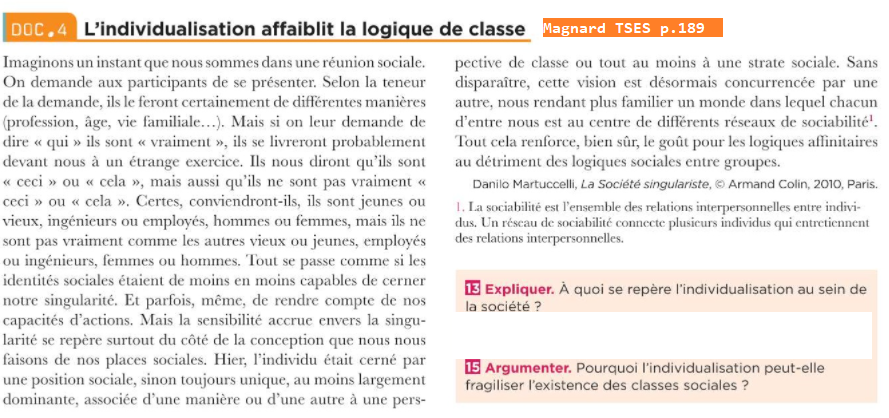 DOC.4 L'individualisation affaiblit la logique de classe
Magnard TSES p.189
Imaginons un instant que nous sommes dans une réunion sociale.
On demande aux participants de se présenter. Selon la teneur
de la demande, ils le feront certainement de différentes manières
(profession, âge, vie familiale…). Mais si on leur demande de
dire « qui » ils sont « vraiment », ils se livreront probablement
devant nous à un étrange exercice. Ils nous diront qu'ils sont
« ceci » ou « cela », mais aussi qu'ils ne sont pas vraiment «
ceci » ou « cela ». Certes, conviendront-ils, ils sont jeunes ou
vieux, ingénieurs ou employés, hommes ou femmes, mais ils ne
sont pas vraiment comme les autres vieux ou jeunes, employés
ou ingénieurs, femmes ou hommes. Tout se passe comme si les
identités sociales étaient de moins en moins capables de cerner
notre singularité. Et parfois, même, de rendre compte de nos
capacités d'actions. Mais la sensibilité accrue envers la singu-
larité se repère surtout du côté de la conception que nous nous
faisons de nos places sociales. Hier, l'individu était cerné par
une position sociale, sinon toujours unique, au moins largement
dominante, associée d'une manière ou d'une autre à une pers-
pective de classe ou tout au moins à une strate sociale. Sans
disparaître, cette vision est désormais concurrencée par une
autre, nous rendant plus familier un monde dans lequel chacun
d'entre nous est au centre de différents réseaux de sociabilité¹.
Tout cela renforce, bien sûr, le goût pour les logiques affinitaires
au détriment des logiques sociales entre groupes.
Danilo Martuccelli, La Société singulariste, © Armand Colin, 2010, Paris.
1. La sociabilité est l'ensemble des relations interpersonnelles entre indivi-
dus. Un réseau de sociabilité connecte plusieurs individus qui entretiennent
des relations interpersonnelles.
13 Expliquer. À quoi se repère l'individualisation au sein de
la société ?
15 Argumenter. Pourquoi l'individualisation peut-elle
fragiliser l'existence des classes sociales ?